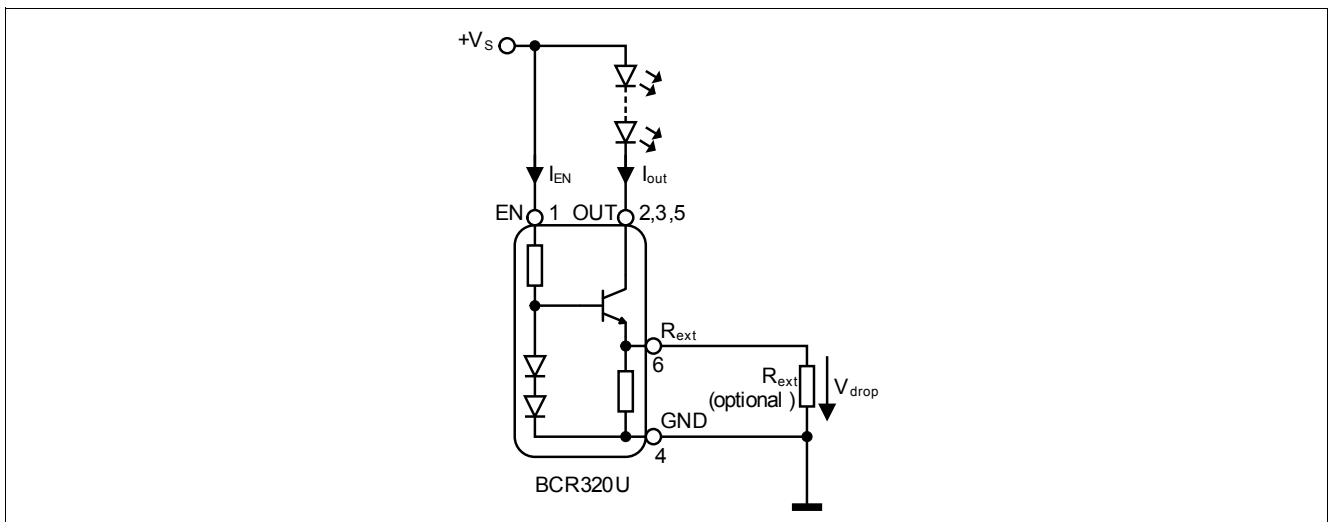 +VS
IEN
Iout
EN 1 OUT 2,3,5
Rext
6
Rext
(optional )
Vdrop
GND
4
BCR320U